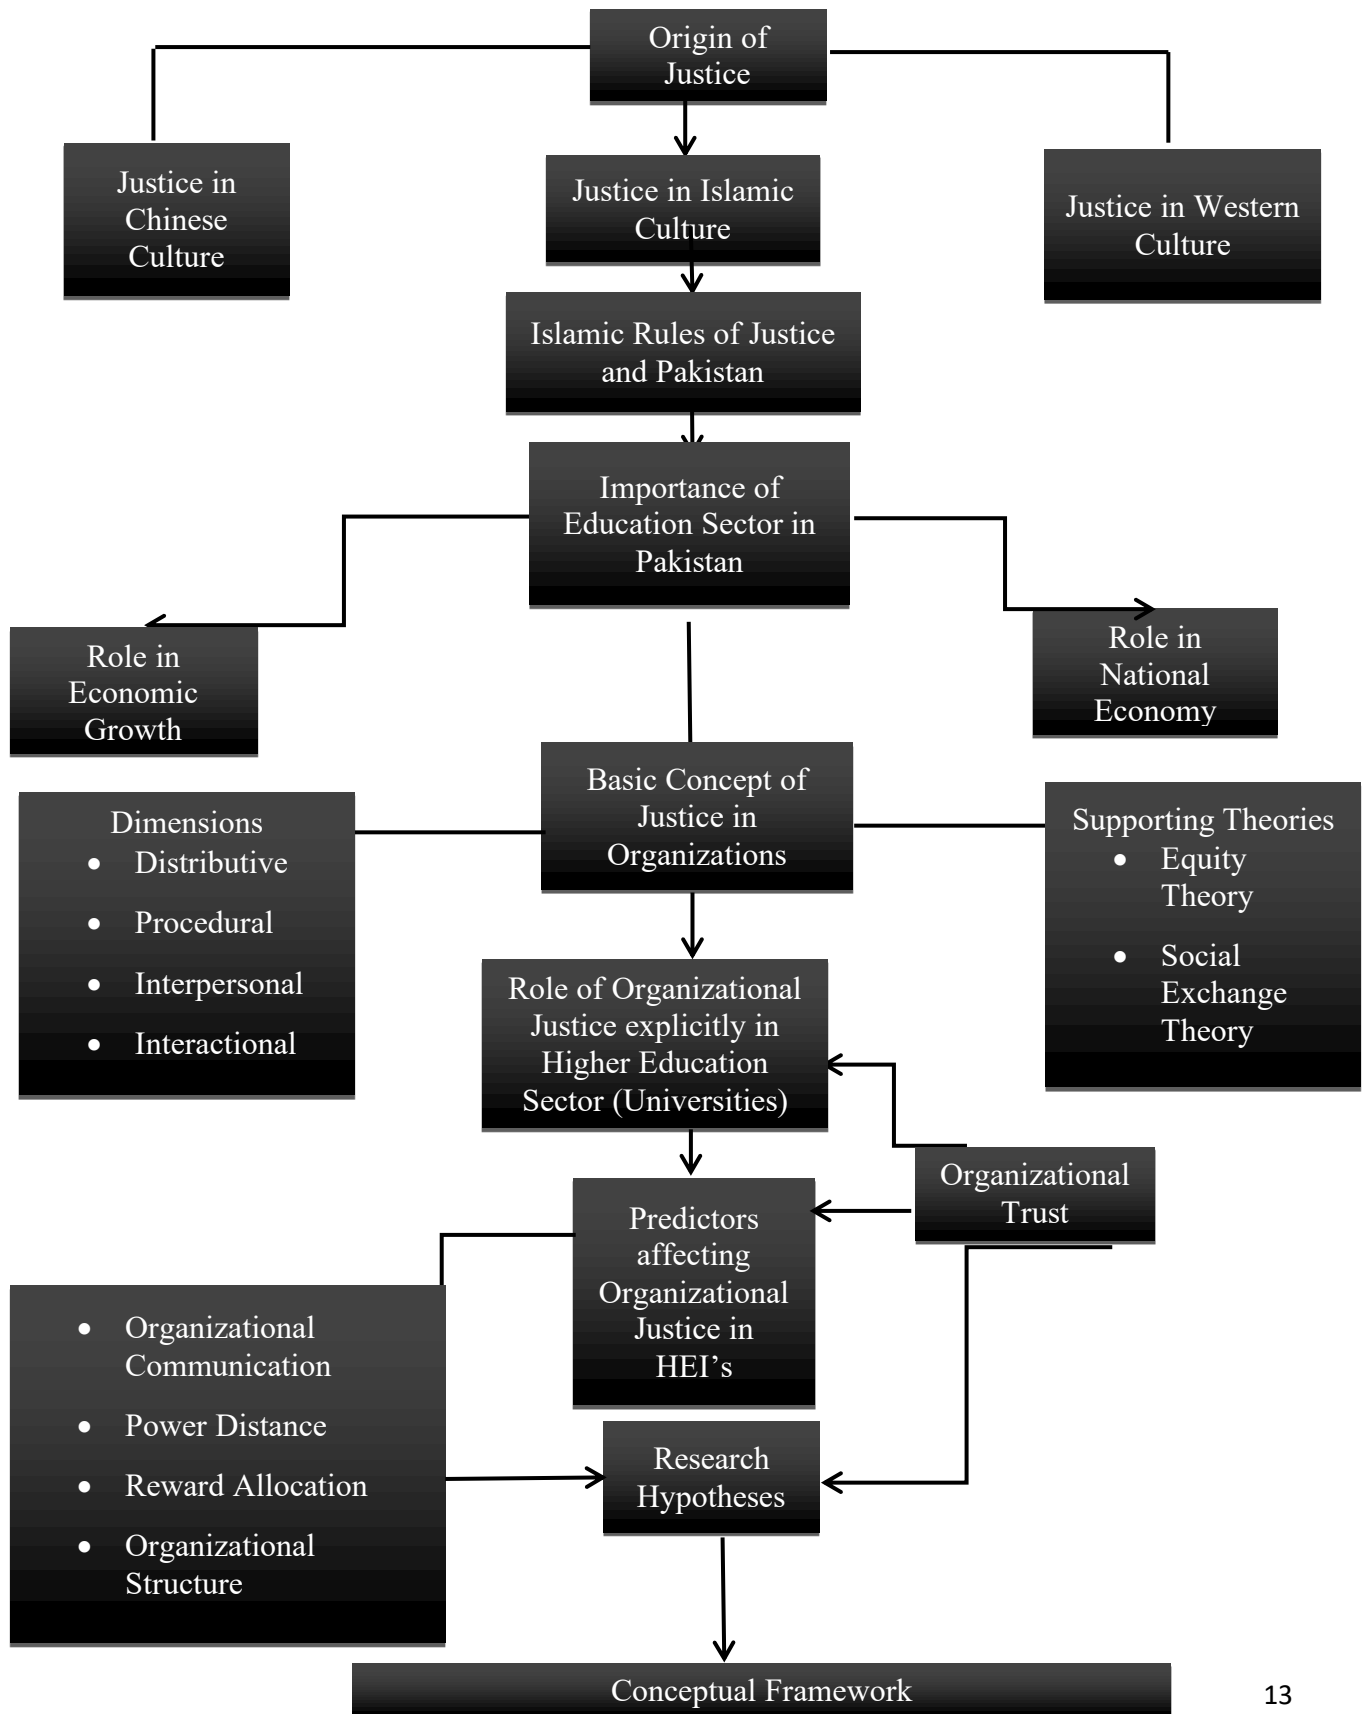 Origin of
Justice
Justice in
Chinese
Culture
Justice in Islamic
Culture
Justice in Western
Culture
Islamic Rules of Justice
and Pakistan
Importance of
Education Sector in
Pakistan
Role in
Economic
Growth
Role in
National
Economy
Basic Concept of
Justice in
Organizations
Dimensions
• Distributive
• Procedural
• Interpersonal
• Interactional
Supporting Theories
• Equity
Theory
• Social
Exchange
Theory
Role of Organizational
Justice explicitly in
Higher Education
Sector (Universities)
Organizational
Trust
Predictors
affecting
Organizational
Justice in
HEI’s
• Organizational
Communication
• Power Distance
• Reward Allocation
• Organizational
Structure
Research
Hypotheses
Conceptual Framework
13